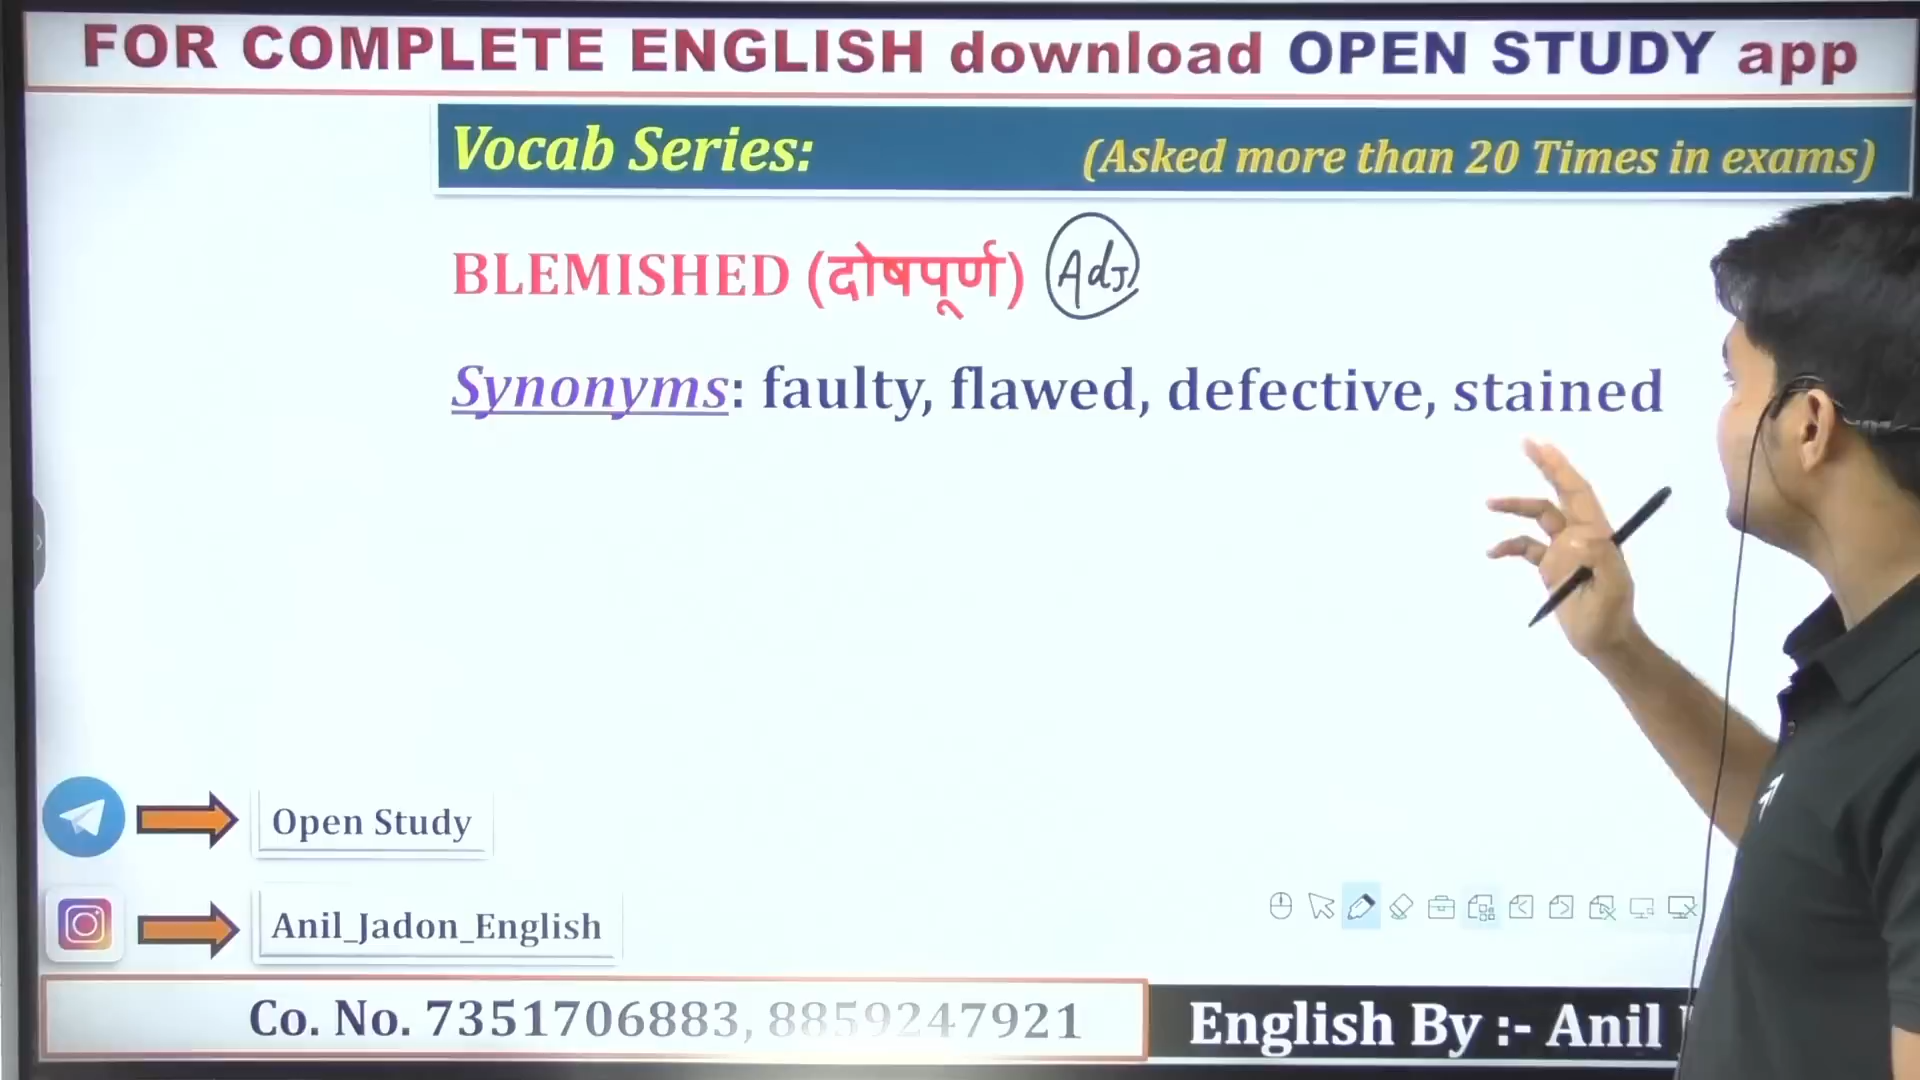 FOR COMPLETE ENGLISH download OPEN STUDY app
Vocab Series: (Asked more than 20 Times in exams)
BLEMISHED (दोषपूर्ण) Adj
Synonyms: faulty, flawed, defective, stained
Open Study
Anil_Jadon_English
Co. No. 7351706883, 8859247921
English By :- Anil